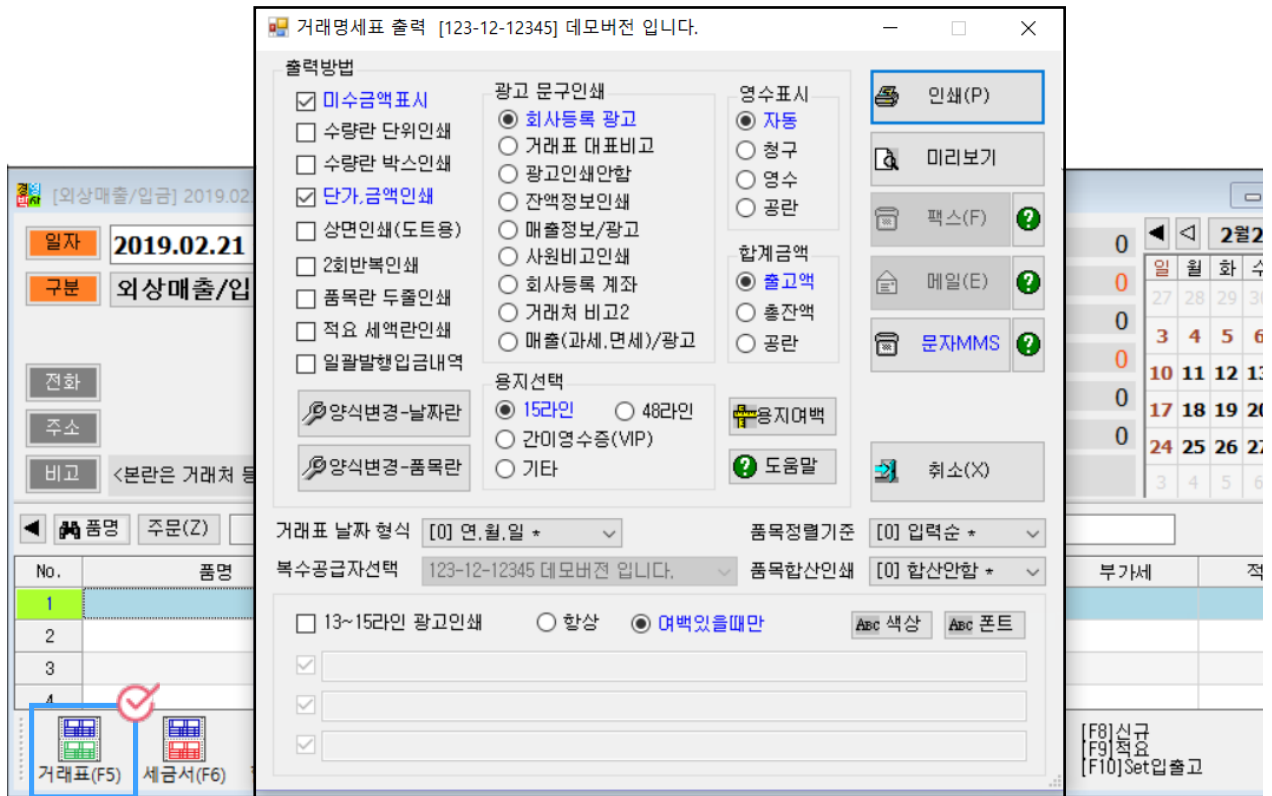 거래명세표 출력 [123-12-12345] 데모버전 입니다.
출력방법
미수금액표시
수량란 단위인쇄
수량란 박스인쇄
단가,금액인쇄
상면인쇄(도트용)
2회반복인쇄
품목란 두줄인쇄
적요 세액란인쇄
일괄발행입금내역
양식변경-날짜란
양식변경-품목란
광고 문구인쇄
회사등록 광고
거래표 대표비고
광고인쇄안함
잔액정보인쇄
매출정보/광고
사원비고인쇄
회사등록 계좌
거래처 비고2
매출(과세,면세)/광고
용지선택
15라인 48라인
간이영수증(VIP)
기타
영수표시
자동
청구
영수
공란
합계금액
출고액
총잔액
공란
용지여백
도움말
인쇄(P)
미리보기
팩스(F)
메일(E)
문자MMS
취소(X)
거래표 날짜 형식 [0] 연,월,일 * 품목정렬기준 [0] 입력순 *
복수공급자선택 123-12-12345 데모버전 입니다. 품목합산인쇄 [0] 합산안함 *
13~15라인 광고인쇄 항상 여백있을때만 ABC 색상 ABC 폰트
[외상매출/입금] 2019.02
일자 2019.02.21
구분 외상매출/입
전화
주소
비고 <본란은 거래처 등
품명 주문(Z)
No. 품명
1
2
3
4
거래표(F5) 세금서(F6)
0
0
0
0
0
0
2월2
일 월 화 수
27 28 29 30
3 4 5 6
10 11 12 13
17 18 19 20
24 25 26 27
3 4 5 6
부가세 적
[F8]신규
[F9]적요
[F10]Set입출고